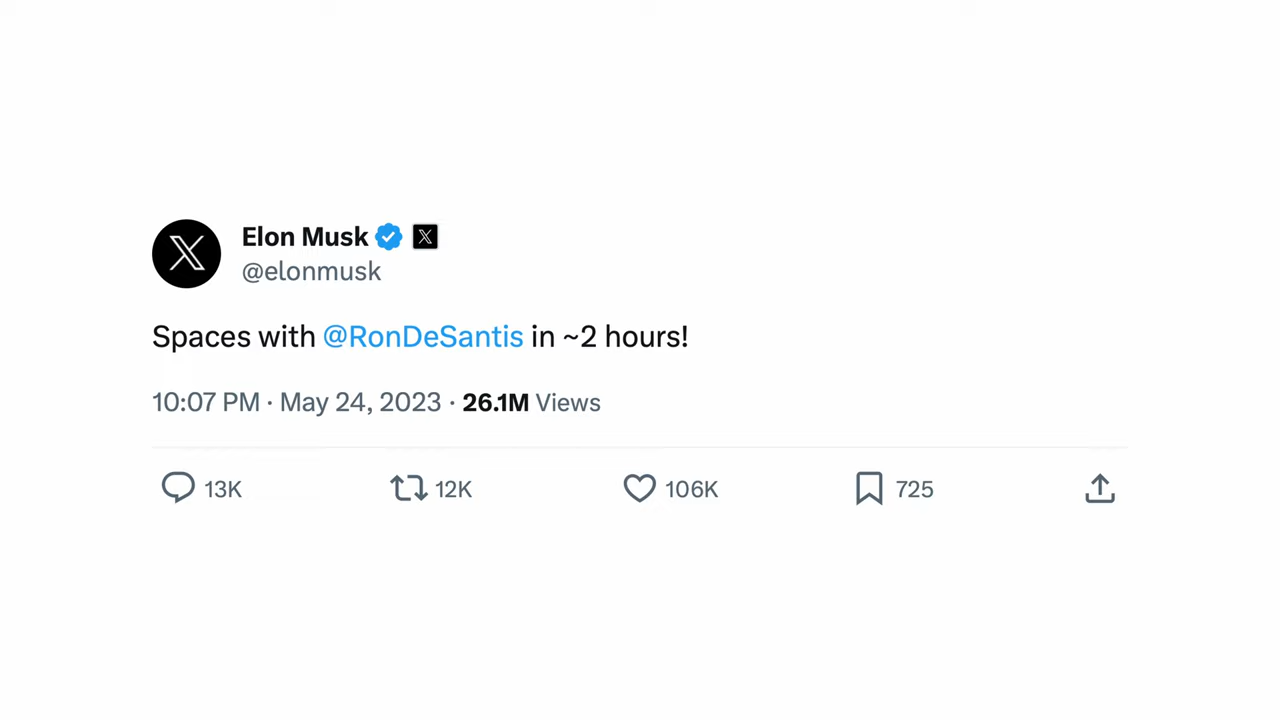 Elon Musk
@elonmusk
Spaces with @RonDeSantis in ~2 hours!
10:07 PM · May 24, 2023 · 26.1M Views
13K 12K 106K 725